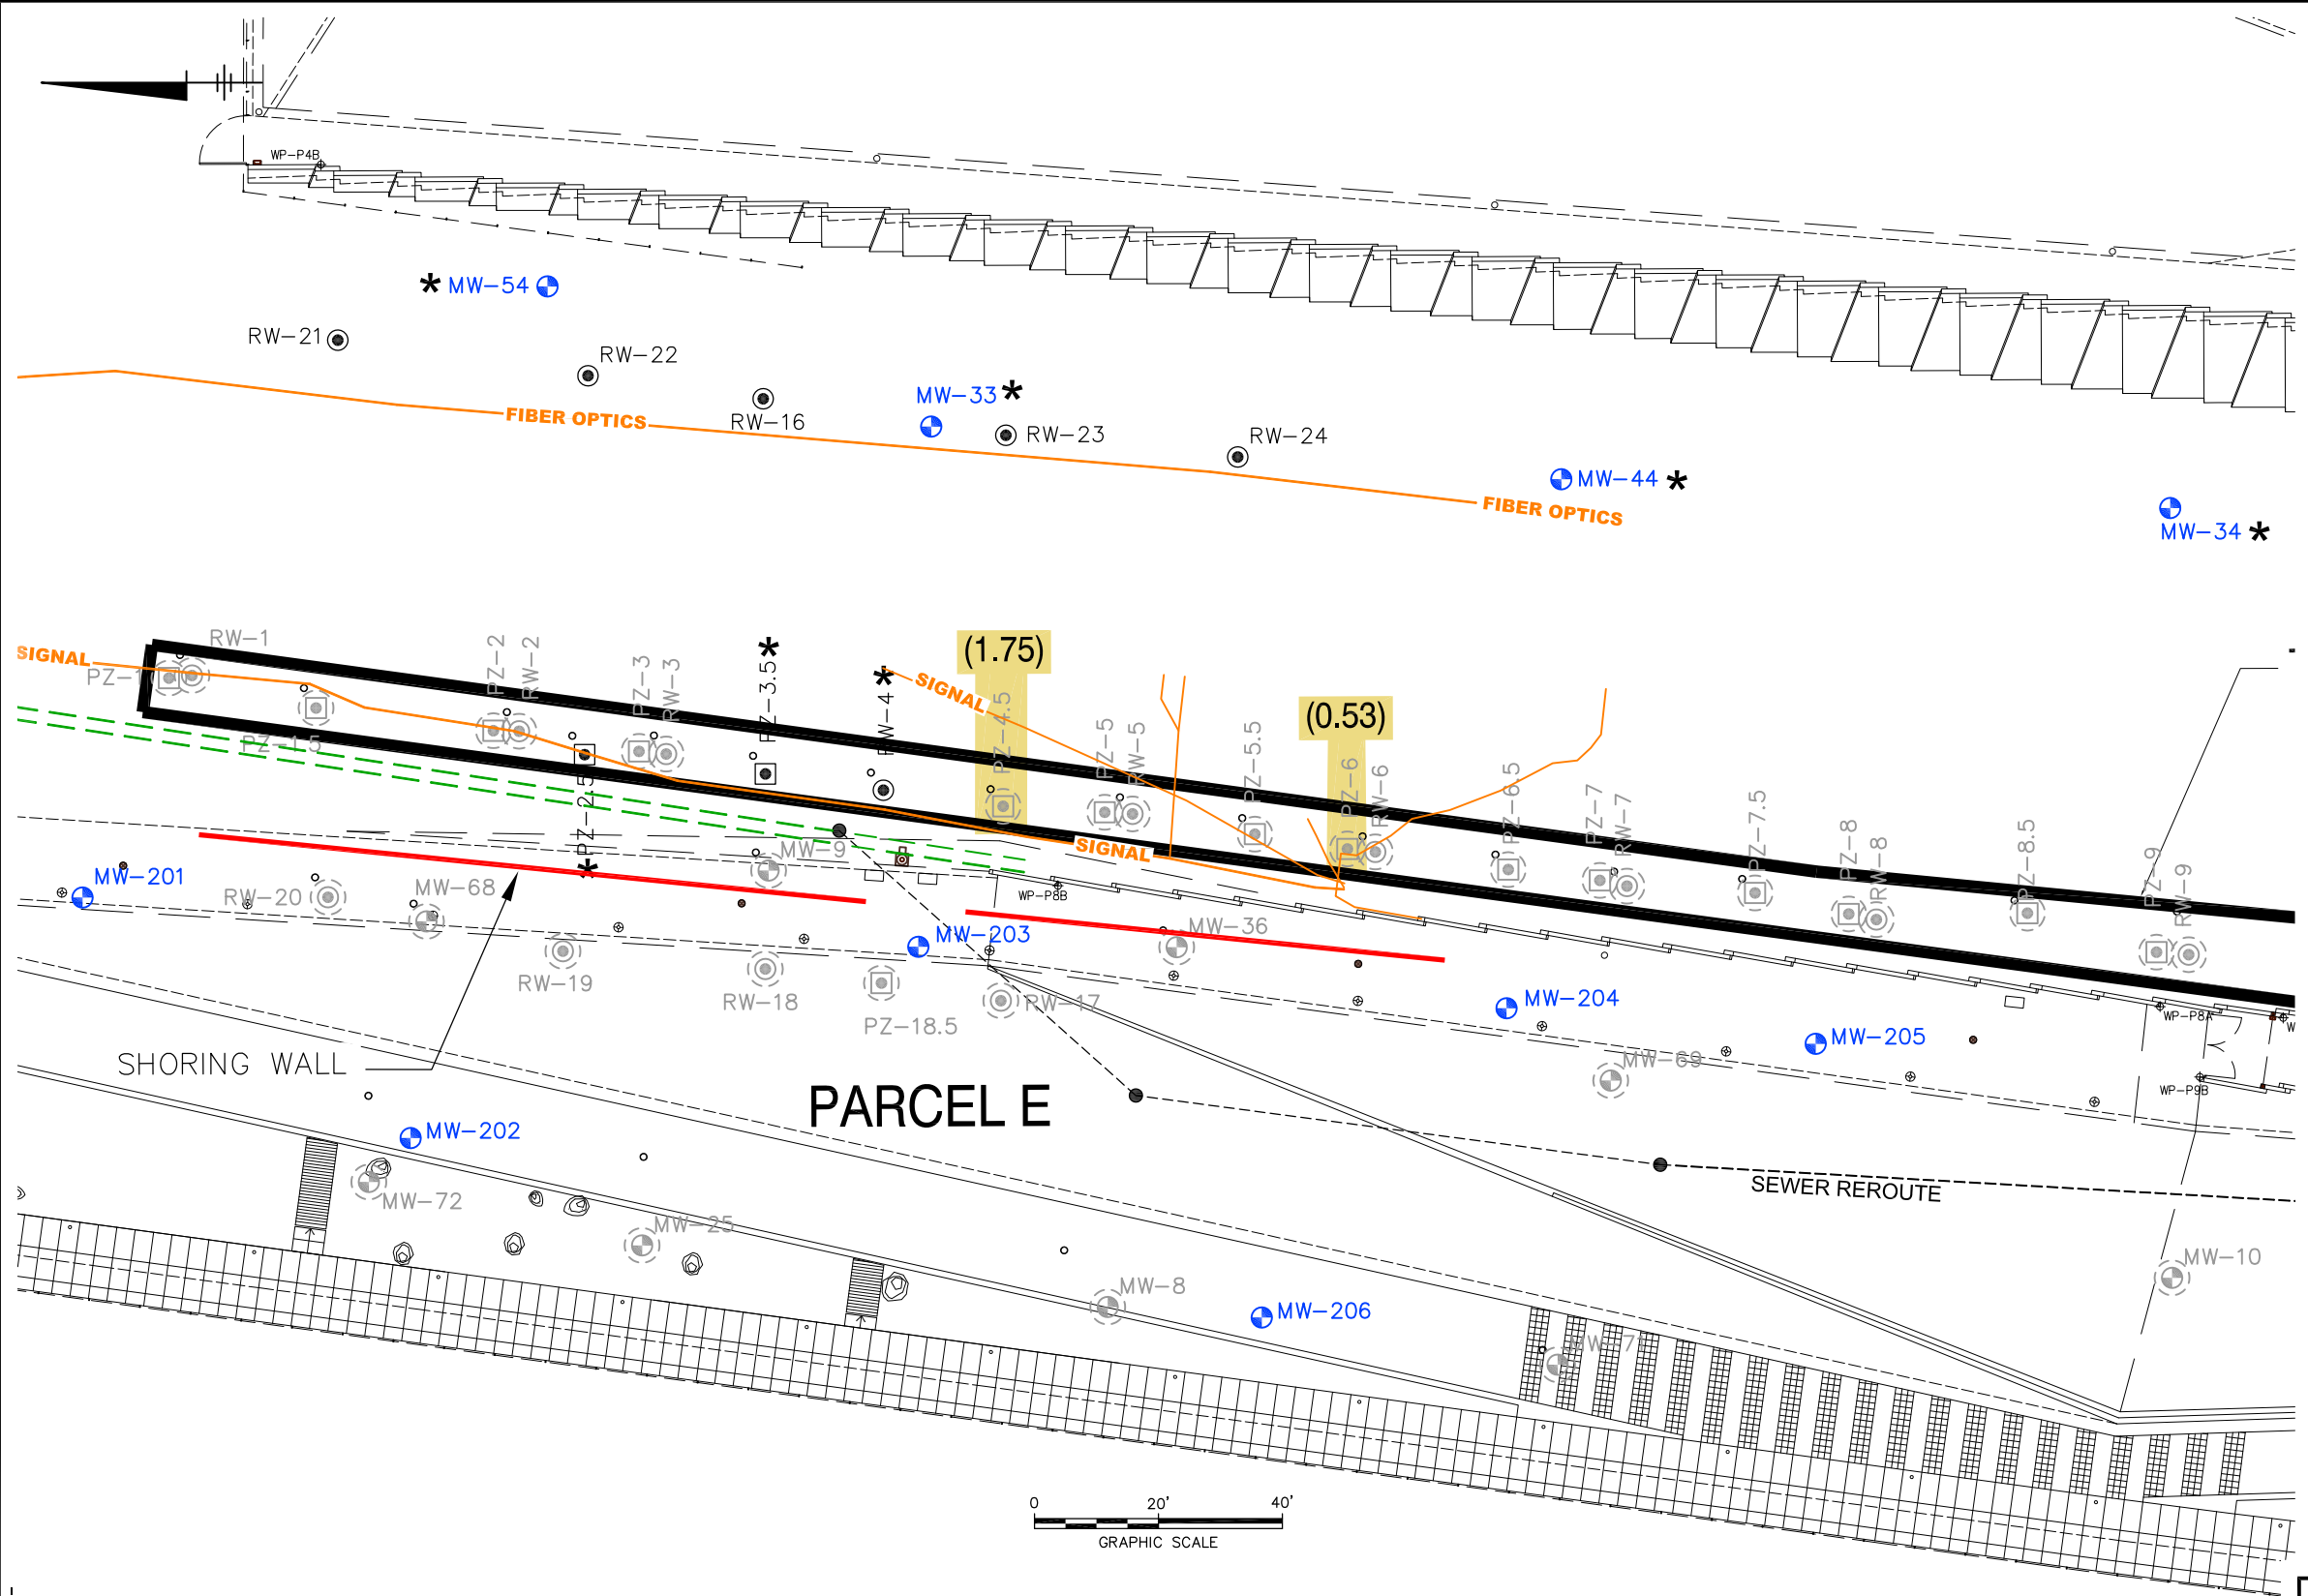 WP-P4B
* MW-54
RW-21
RW-22
RW-16
MW-33 *
RW-23
RW-24
FIBER OPTICS
MW-44 *
FIBER OPTICS
MW-34 *
SIGNAL
RW-1
PZ-1
PZ-1.5
PZ-2
RW-2
PZ-2.5 *
PZ-3
RW-3
PZ-3.5 *
RW-4 *
SIGNAL
(1.75)
PZ-4.5
PZ-5
RW-5
PZ-5.5
(0.53)
PZ-6
RW-6
PZ-6.5
PZ-7
RW-7
PZ-7.5
PZ-8
RW-8
PZ-8.5
PZ-9
RW-9
SIGNAL
MW-201
RW-20
MW-68
MW-9
WP-P8B
MW-203
MW-36
RW-19
RW-18
PZ-18.5
RW-17
MW-204
MW-205
MW-69
WP-P8A
WP-P9B
SHORING WALL
PARCEL E
MW-202
MW-72
MW-25
MW-8
MW-206
SEWER REROUTE
MW-10
0 20' 40'
GRAPHIC SCALE